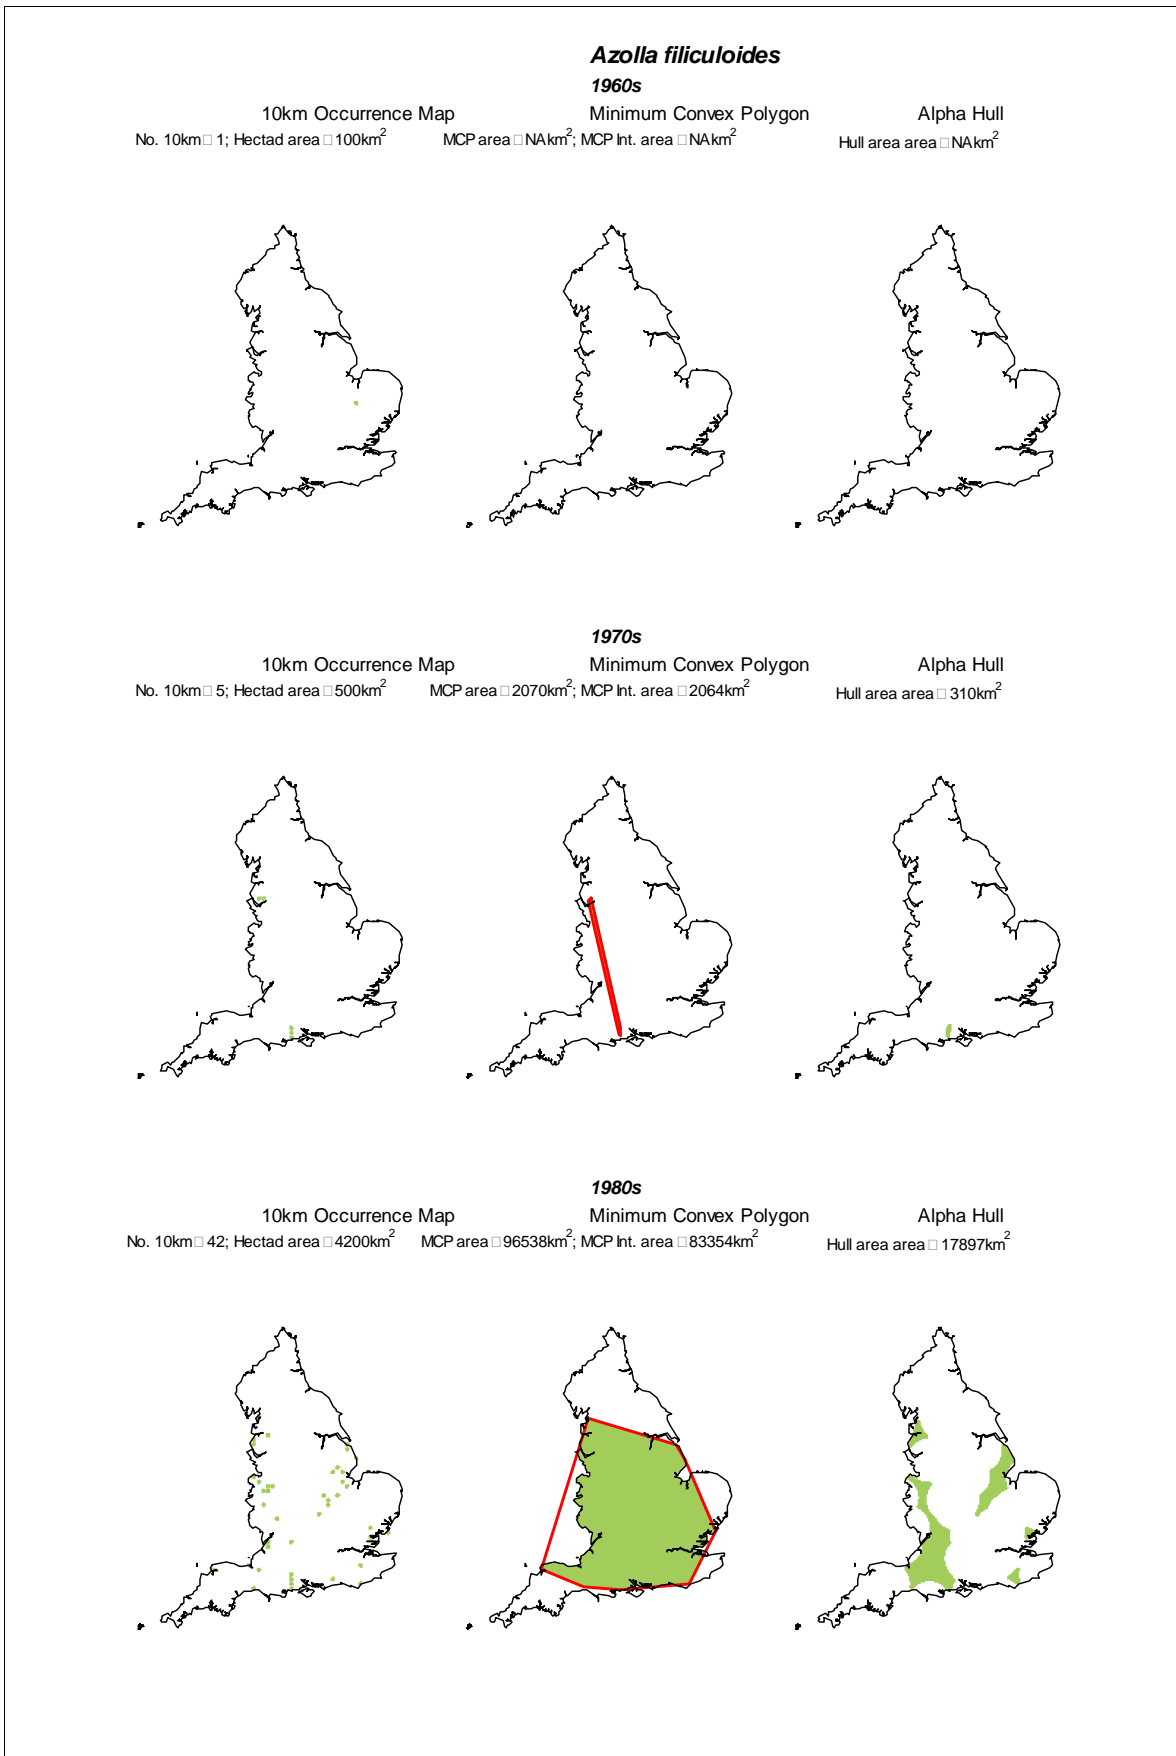 Azolla filiculoides
1960s
10km Occurrence Map Minimum Convex Polygon Alpha Hull
No. 10km□1; Hectad area□100km² MCP area□NAkm²; MCP Int. area□NAkm² Hull area area□NAkm²
1970s
10km Occurrence Map Minimum Convex Polygon Alpha Hull
No. 10km□5; Hectad area□500km² MCP area□2070km²; MCP Int. area□2064km² Hull area area□310km²
1980s
10km Occurrence Map Minimum Convex Polygon Alpha Hull
No. 10km□42; Hectad area□4200km² MCP area□96538km²; MCP Int. area□83354km² Hull area area□17897km²